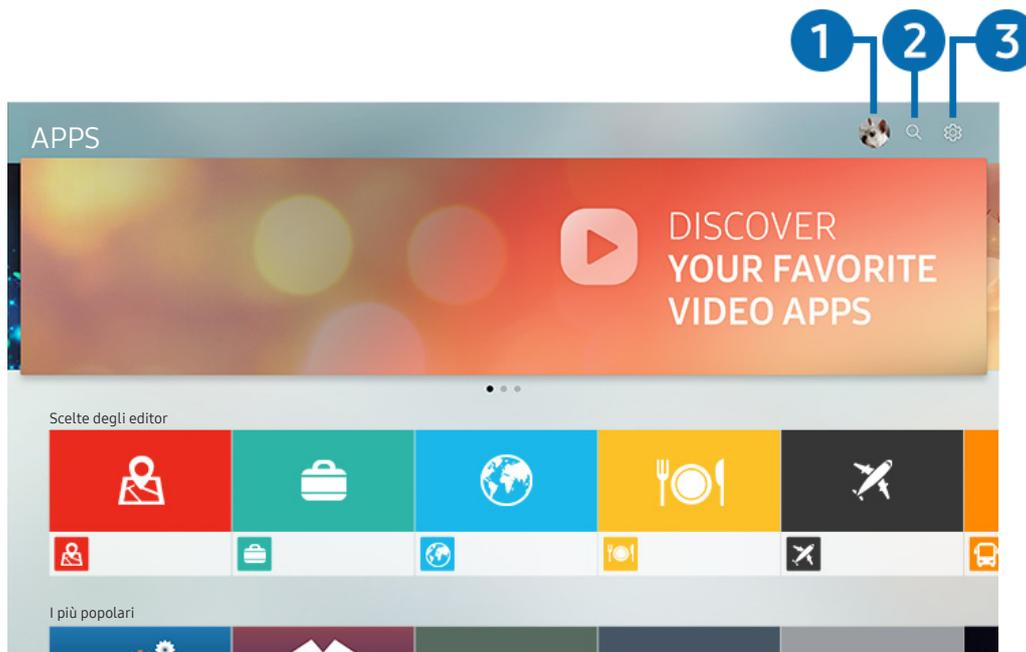 1 2 3
APPS
DISCOVER
YOUR FAVORITE
VIDEO APPS
Scelte degli editor
I più popolari